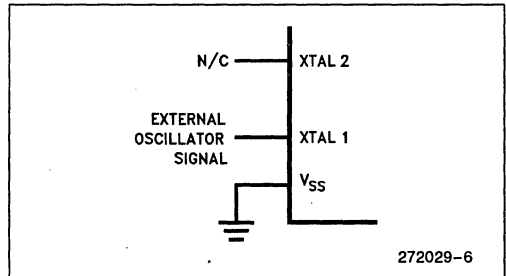 N/C XTAL 2
EXTERNAL
OSCILLATOR XTAL 1
SIGNAL
VSS
272029-6